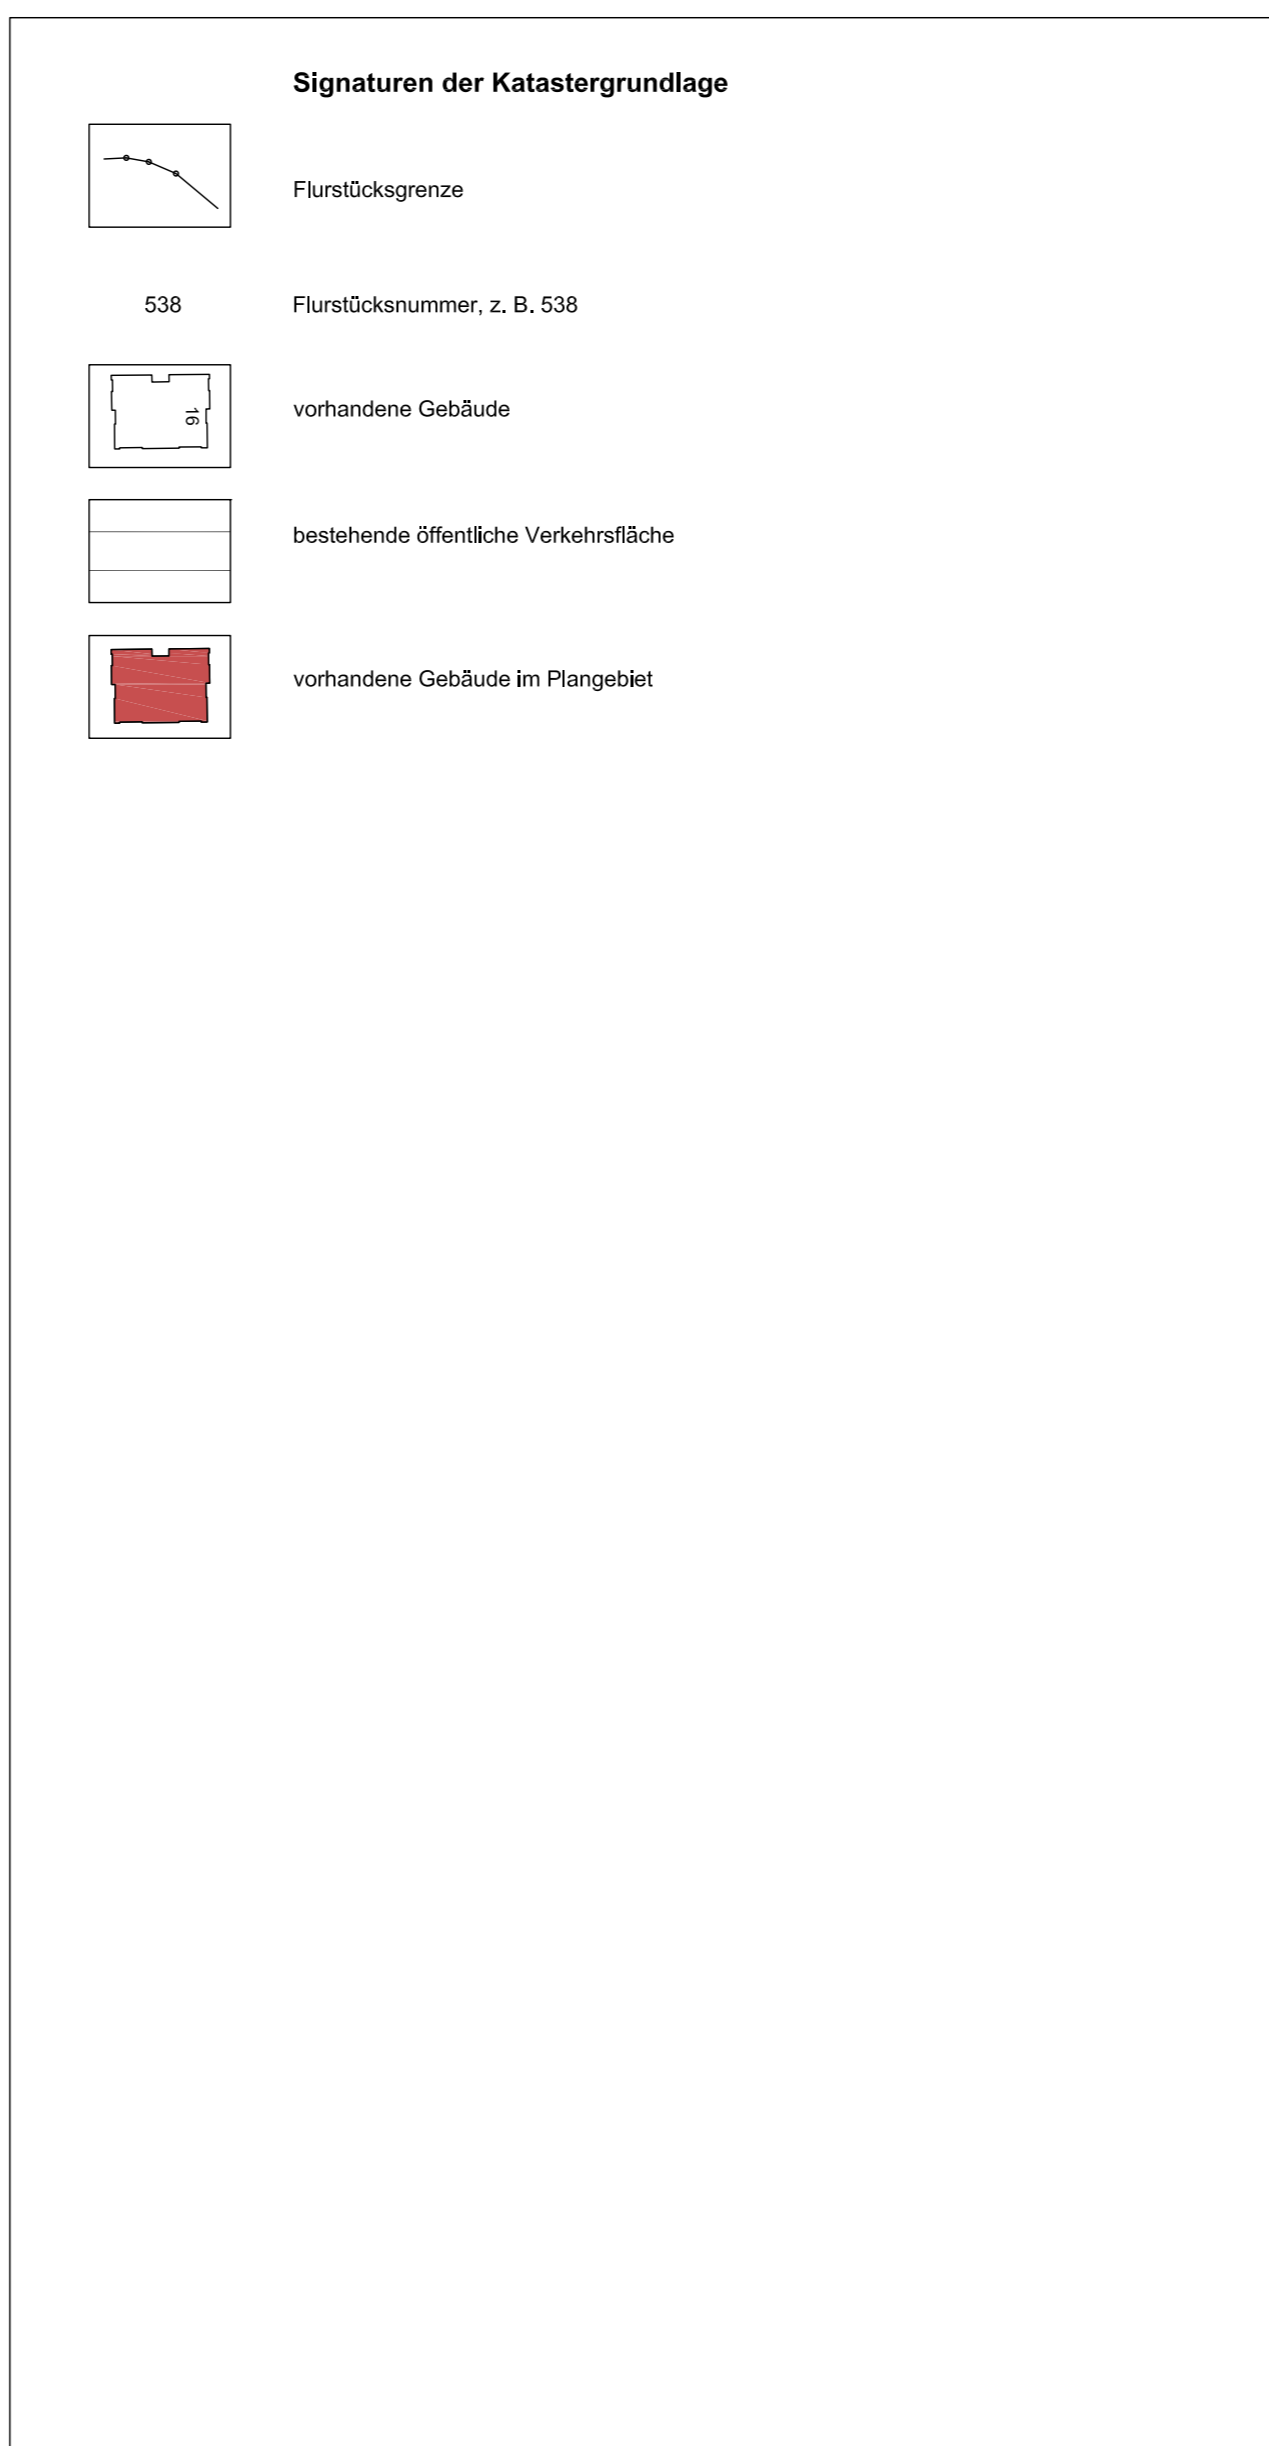 Signaturen der Katastergrundlage
Flurstücksgrenze
538 Flurstücksnummer, z. B. 538
16 vorhandene Gebäude
bestehende öffentliche Verkehrsfläche
vorhandene Gebäude im Plangebiet